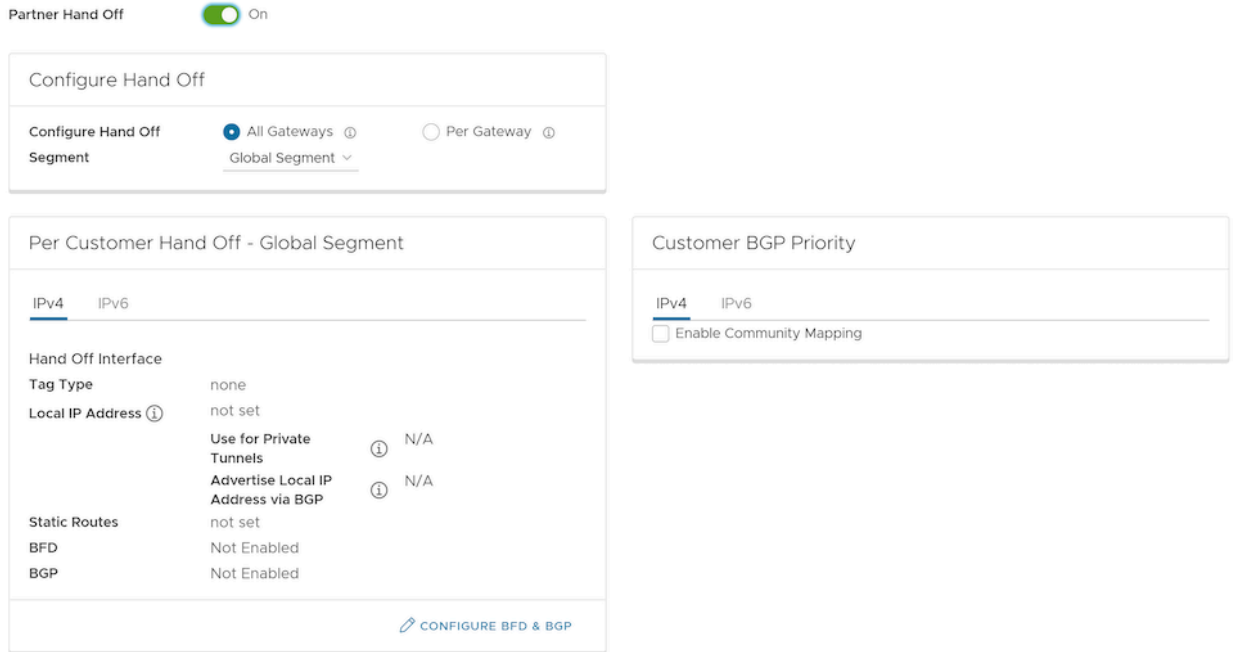 Partner Hand Off On
Configure Hand Off
Configure Hand Off All Gateways Per Gateway
Segment Global Segment
Per Customer Hand Off - Global Segment
IPv4 IPv6
Hand Off Interface
Tag Type none
Local IP Address not set
Use for Private N/A
Tunnels
Advertise Local IP N/A
Address via BGP
Static Routes not set
BFD Not Enabled
BGP Not Enabled
CONFIGURE BFD & BGP
Customer BGP Priority
IPv4 IPv6
Enable Community Mapping